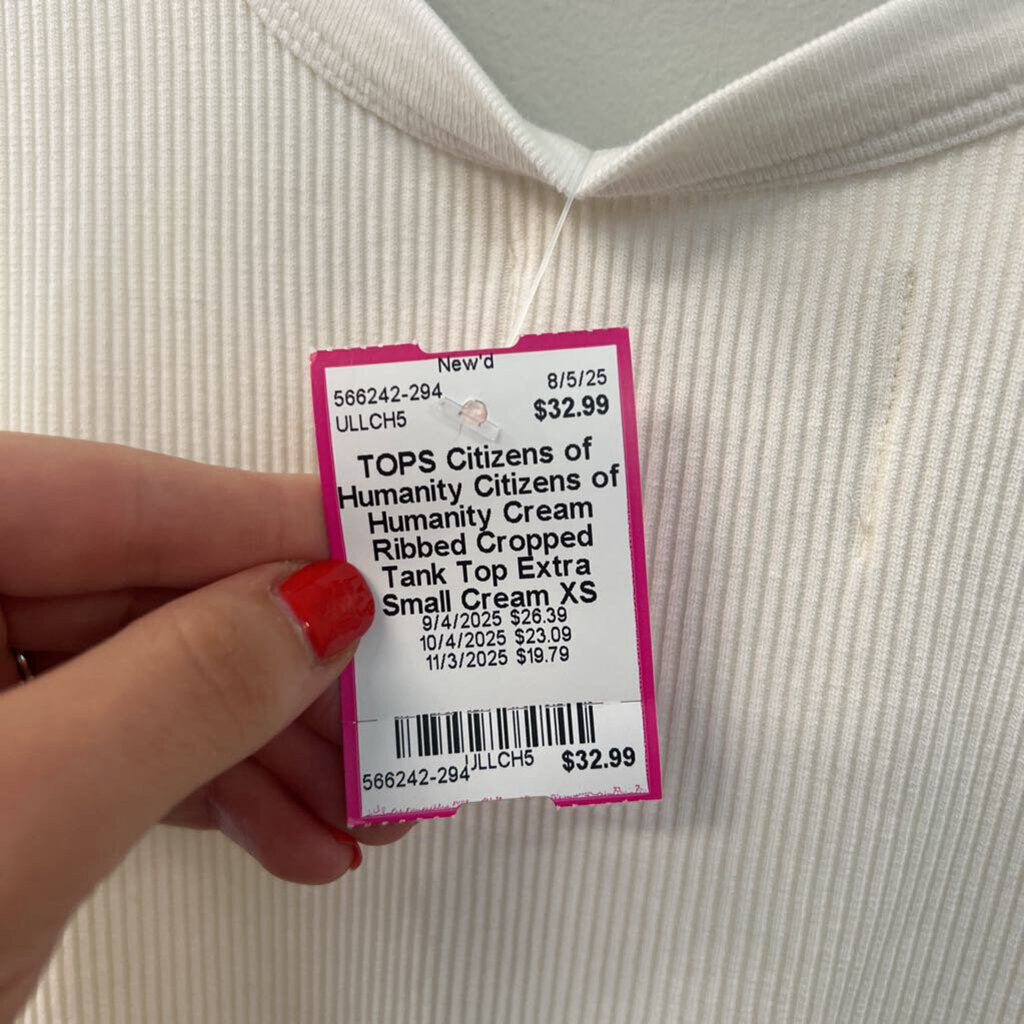 New'd
566242-294 8/5/25
ULLCH5 $32.99
TOPS Citizens of
Humanity Citizens of
Humanity Cream
Ribbed Cropped
Tank Top Extra
Small Cream XS
9/4/2025 $26.39
10/4/2025 $23.09
11/3/2025 $19.79
566242-294 ULLCH5 $32.99